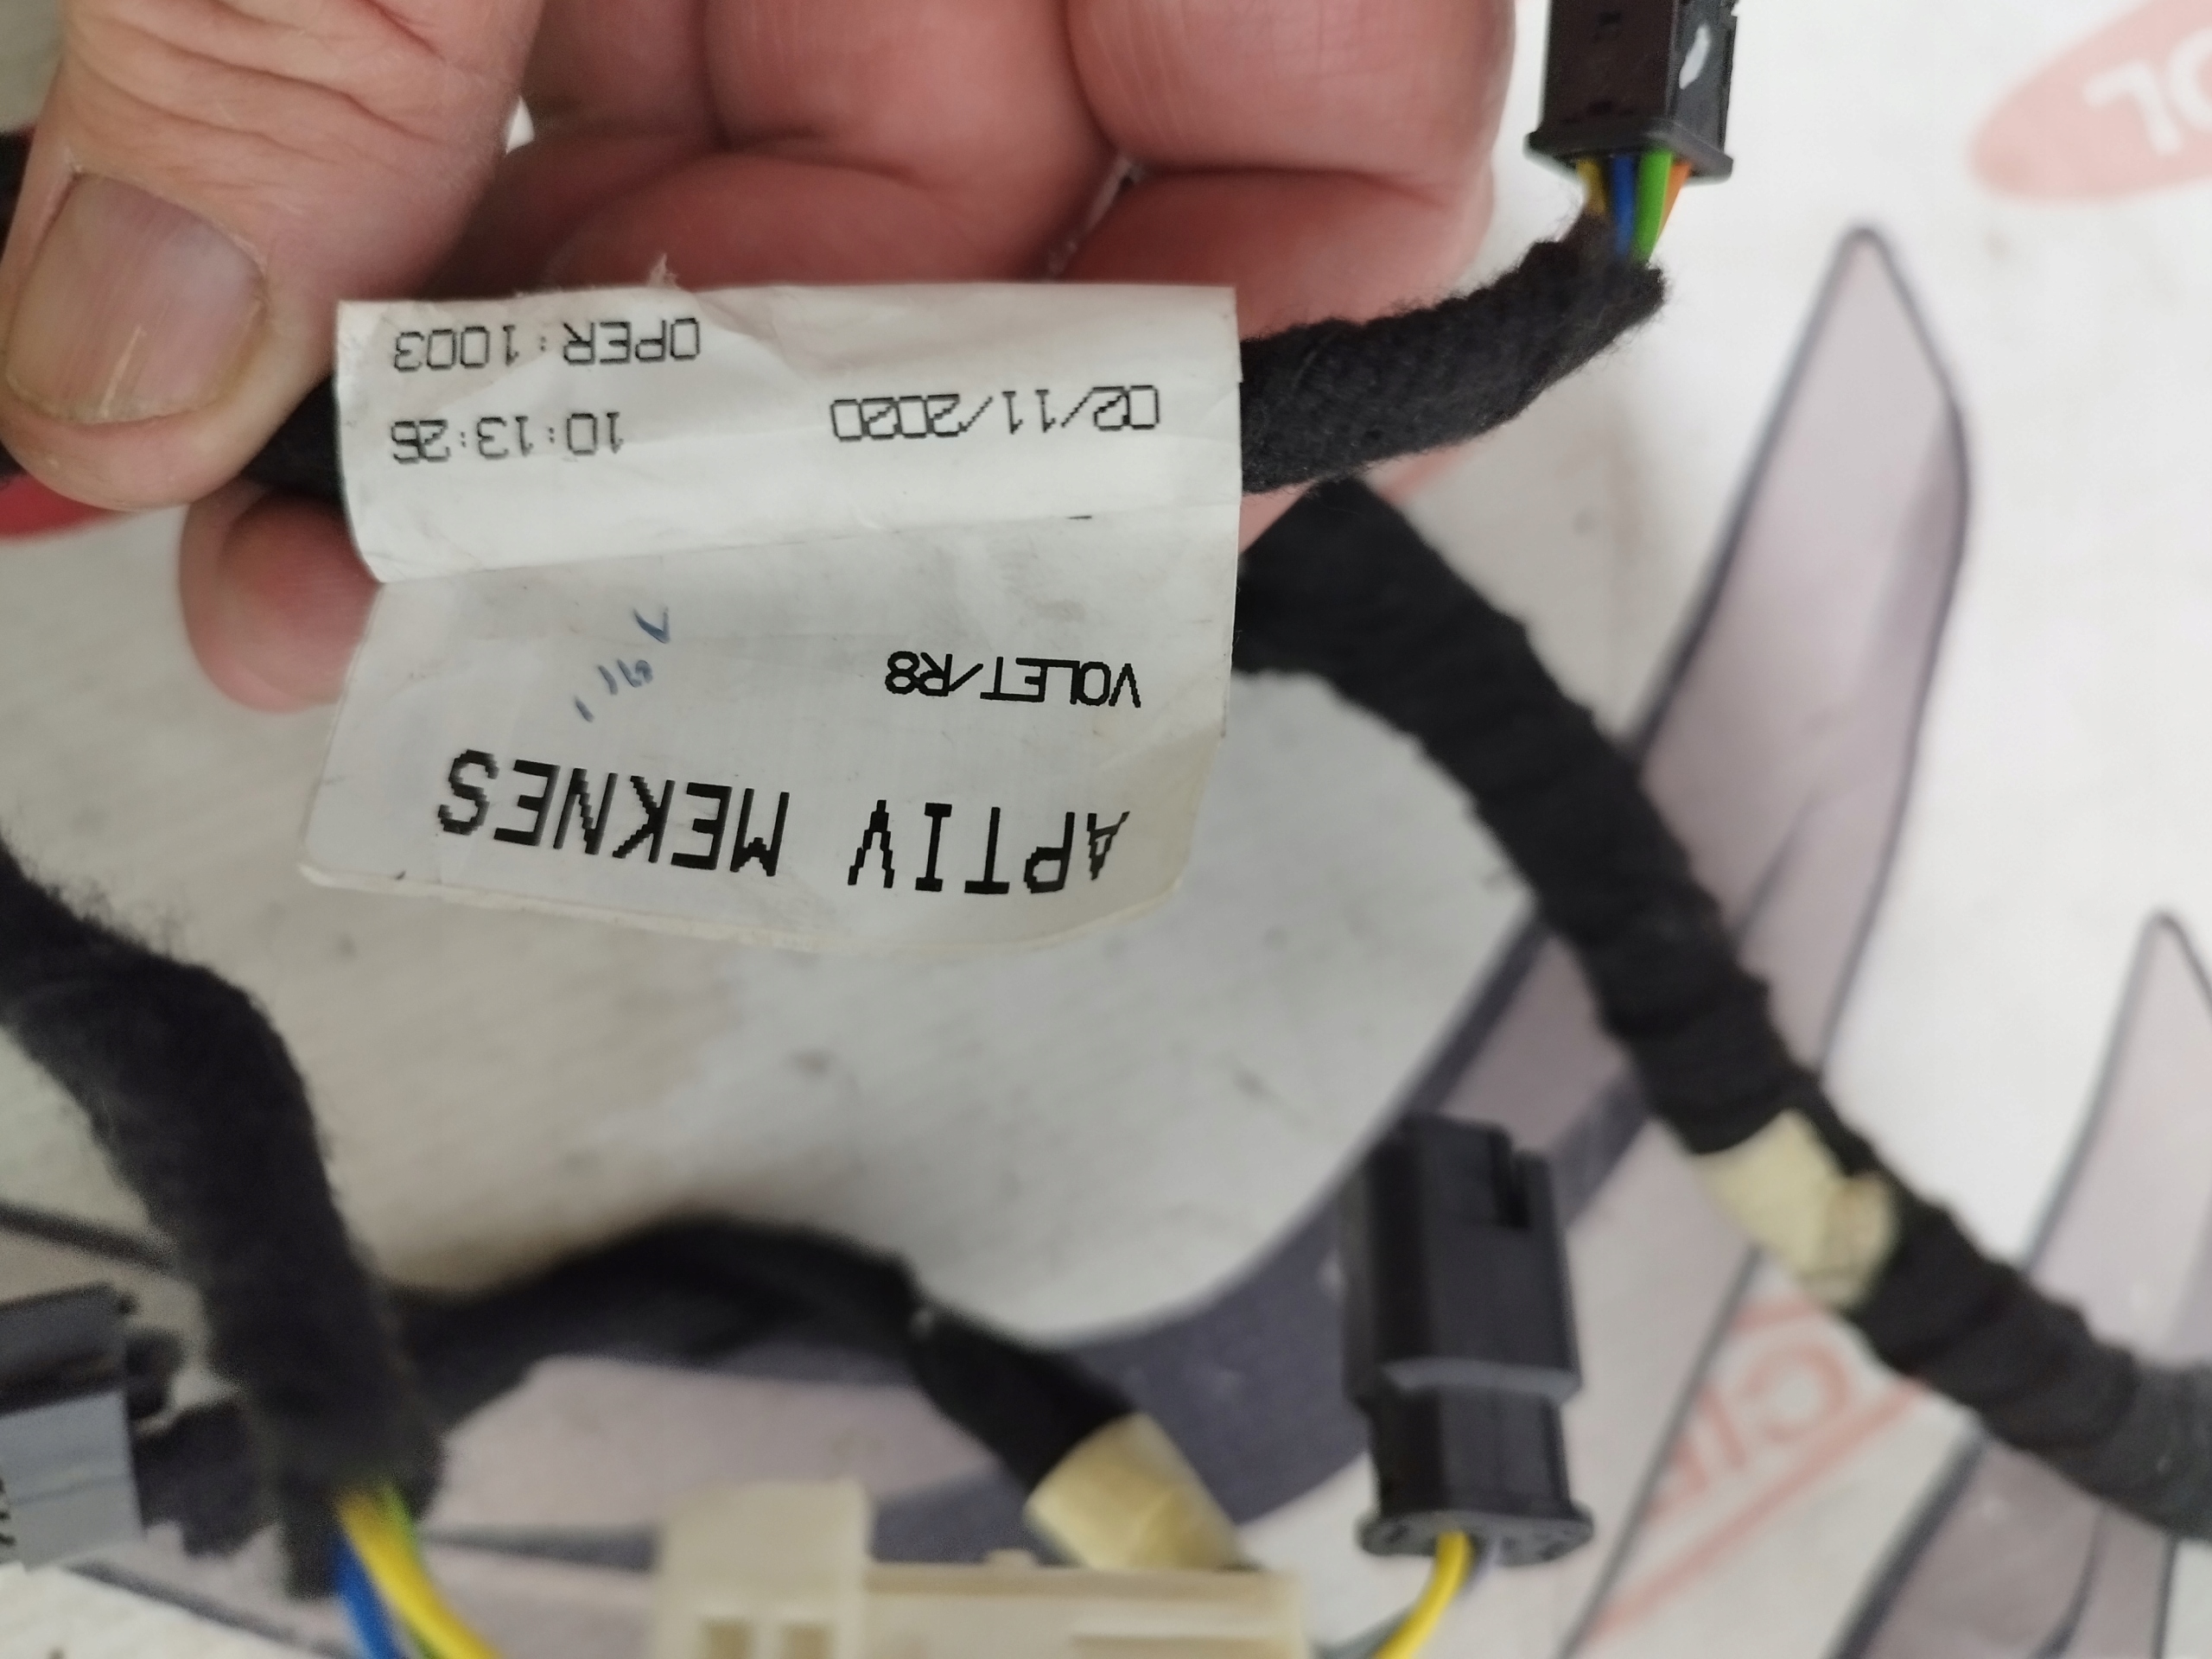 APTIV MEKNES
VOLET/R8
02/11/2020 10:13:26
OPER:1003